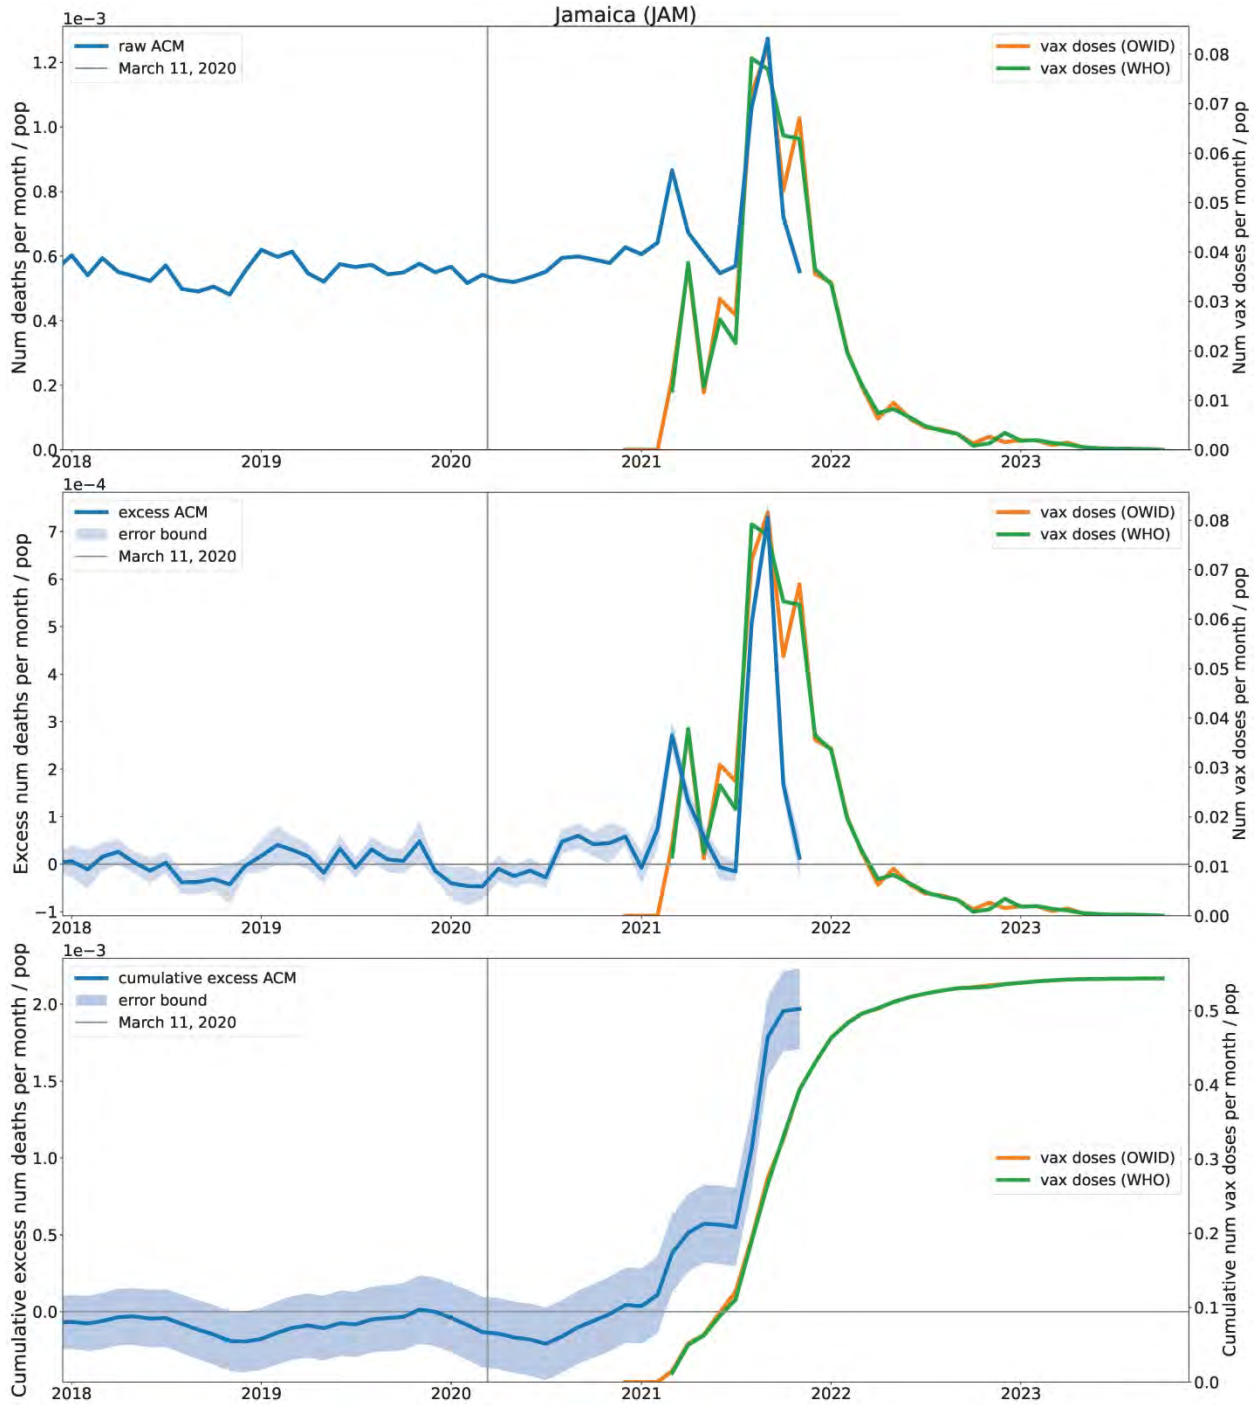 Jamaica (JAM)
1e−3
raw ACM
March 11, 2020
vax doses (OWID)
vax doses (WHO)
Num deaths per month / pop
Num vax doses per month / pop
1.2
1.0
0.8
0.6
0.4
0.2
0.0
0.08
0.07
0.06
0.05
0.04
0.03
0.02
0.01
0.00
2018 2019 2020 2021 2022 2023
1e−4
excess ACM
error bound
March 11, 2020
vax doses (OWID)
vax doses (WHO)
Excess num deaths per month / pop
Num vax doses per month / pop
7
6
5
4
3
2
1
0
−1
0.08
0.07
0.06
0.05
0.04
0.03
0.02
0.01
0.00
2018 2019 2020 2021 2022 2023
1e−3
cumulative excess ACM
error bound
March 11, 2020
vax doses (OWID)
vax doses (WHO)
Cumulative excess num deaths per month / pop
Cumulative num vax doses per month / pop
2.0
1.5
1.0
0.5
0.0
0.5
0.4
0.3
0.2
0.1
0.0
2018 2019 2020 2021 2022 2023